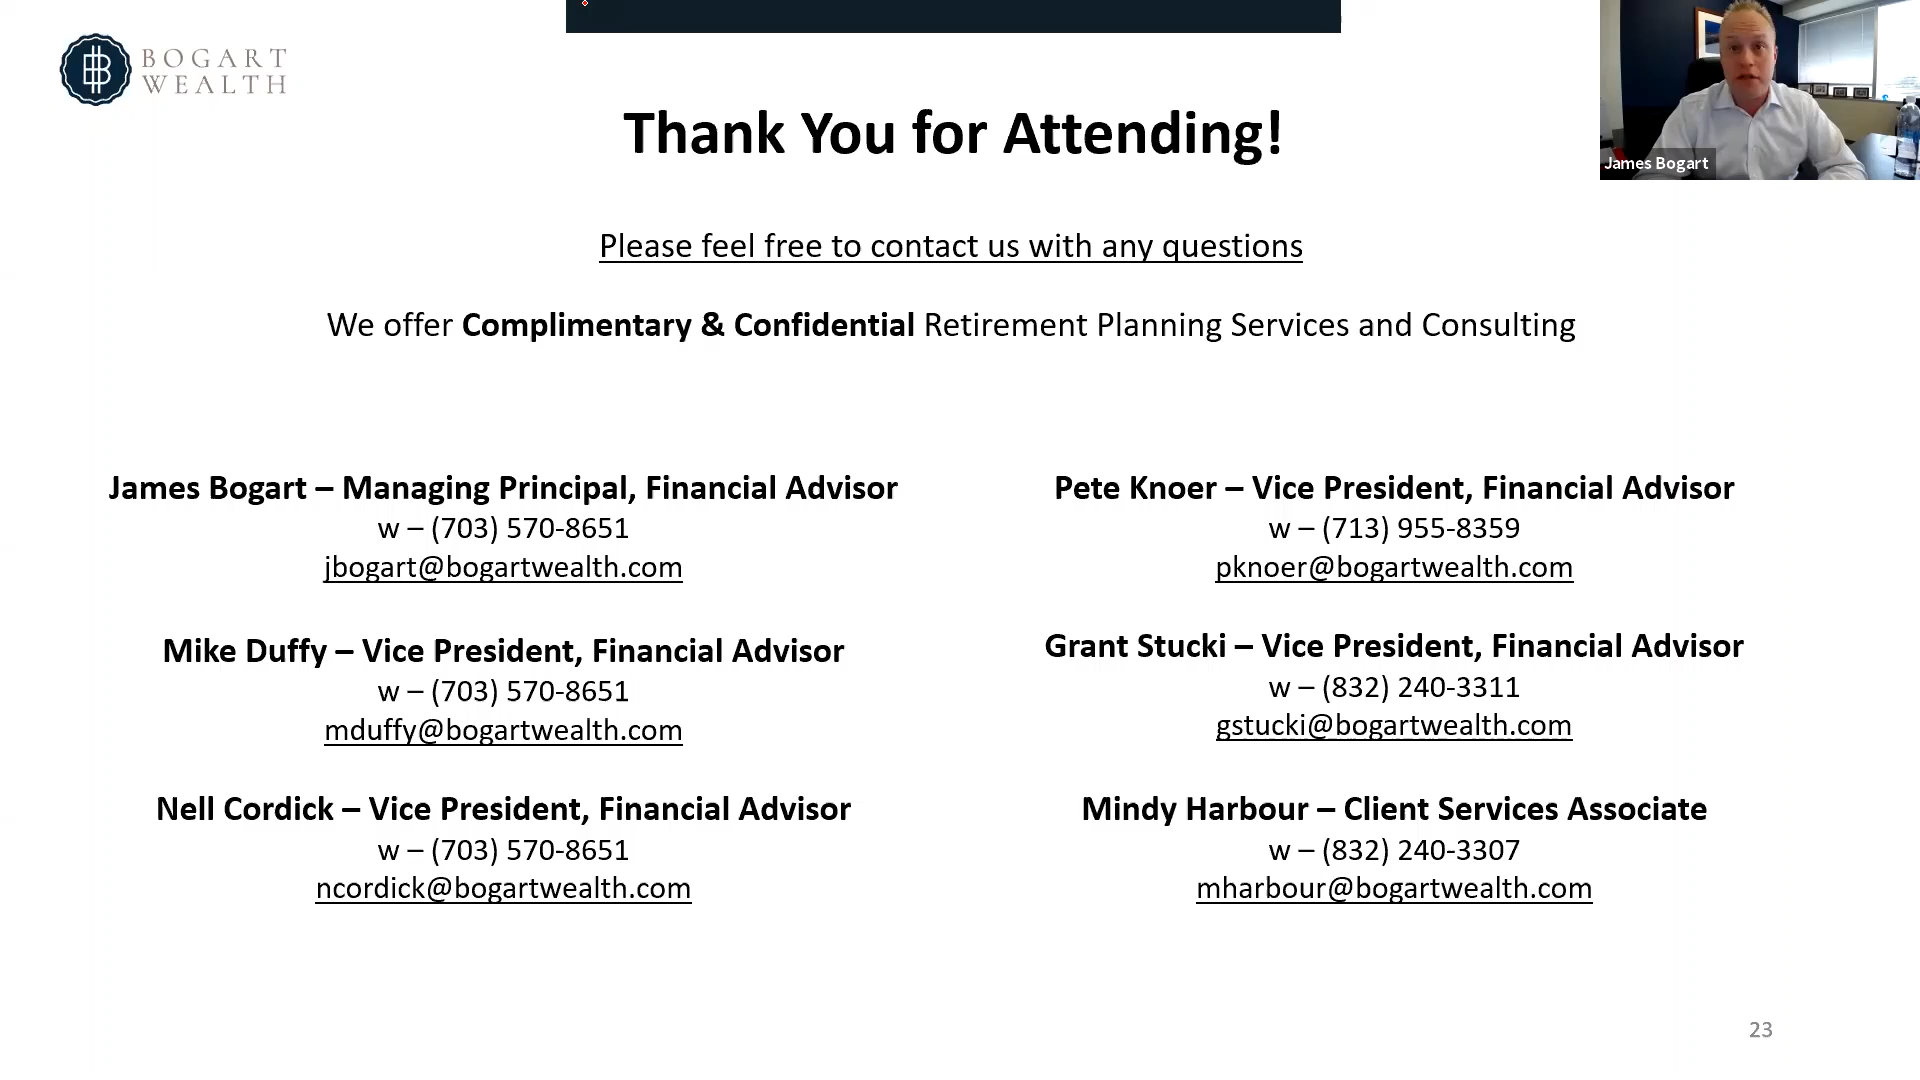 BOGART
WEALTH
Thank You for Attending!
James Bogart
Please feel free to contact us with any questions
We offer Complimentary & Confidential Retirement Planning Services and Consulting
James Bogart – Managing Principal, Financial Advisor
w – (703) 570-8651
jbogart@bogartwealth.com
Pete Knoer – Vice President, Financial Advisor
w – (713) 955-8359
pknoer@bogartwealth.com
Mike Duffy – Vice President, Financial Advisor
w – (703) 570-8651
mduffy@bogartwealth.com
Grant Stucki – Vice President, Financial Advisor
w – (832) 240-3311
gstucki@bogartwealth.com
Nell Cordick – Vice President, Financial Advisor
w – (703) 570-8651
ncordick@bogartwealth.com
Mindy Harbour – Client Services Associate
w – (832) 240-3307
mharbour@bogartwealth.com
23